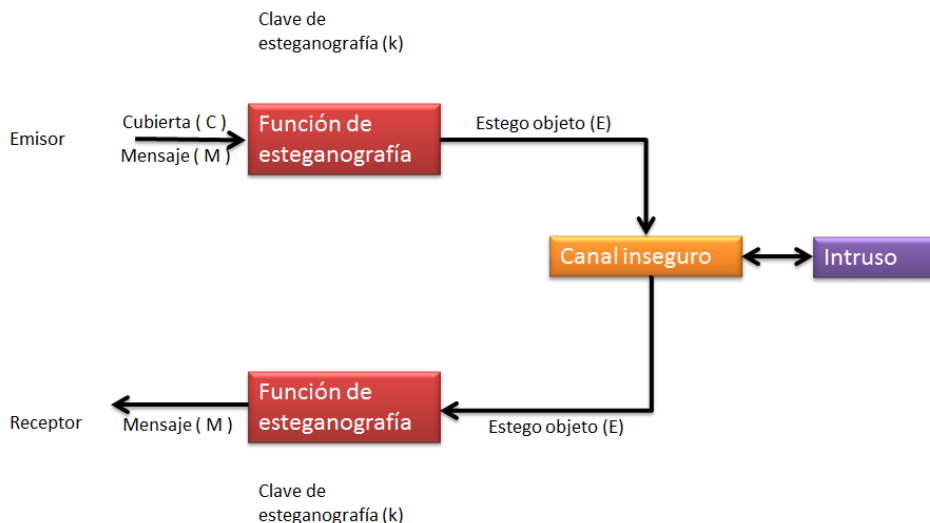 Clave de
esteganografía (k)
Cubierta ( C )
Emisor
Mensaje ( M )
Función de
esteganografía
Estego objeto (E)
Canal inseguro
Intruso
Función de
esteganografía
Receptor
Mensaje ( M )
Estego objeto (E)
Clave de
esteganografía (k)